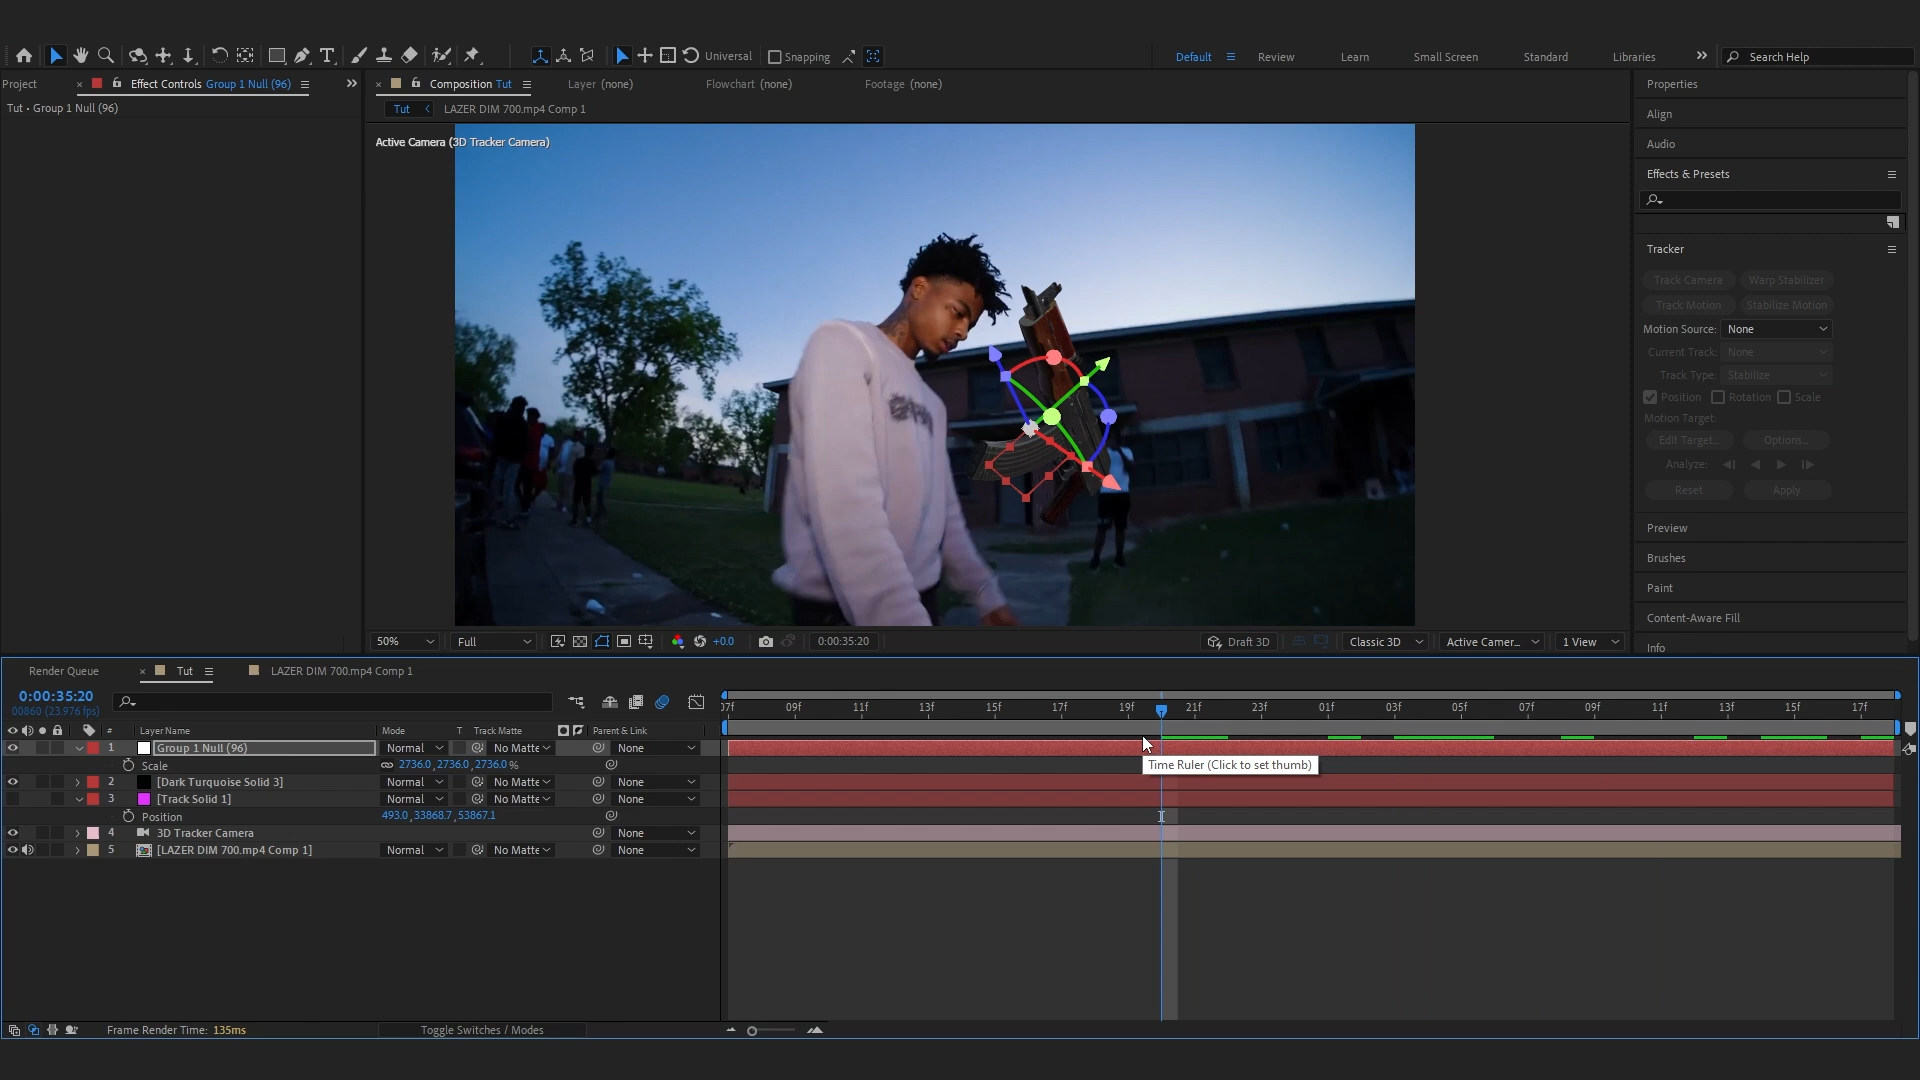 Universal
Snapping
Default
Review
Learn
Small Screen
Standard
Libraries
Search Help
Project
Effect Controls Group 1 Null (96)
Composition Tut
Layer (none)
Flowchart (none)
Footage (none)
Properties
Tut • Group 1 Null (96)
Tut
LAZER DIM 700.mp4 Comp 1
Align
Active Camera (3D Tracker Camera)
Audio
Effects & Presets
Tracker
Track Camera
Warp Stabilizer
Track Motion
Stabilize Motion
Motion Source: None
Current Track: None
Track Type: Stabilize
Position
Rotation
Scale
Motion Target:
Edit Target...
Options...
Analyze:
Reset
Apply
Preview
Brushes
Paint
Content-Aware Fill
Info
50%
Full
+0.0
0:00:35:20
Draft 3D
Classic 3D
Active Camer...
1 View
Render Queue
Tut
LAZER DIM 700.mp4 Comp 1
0:00:35:20
00860 (23.976 fps)
07f
09f
11f
13f
15f
17f
19f
21f
23f
01f
03f
05f
07f
09f
11f
13f
15f
17f
#
Layer Name
Mode
T
Track Matte
Parent & Link
1
Group 1 Null (96)
Normal
No Matte
None
Scale
2736.0, 2736.0, 2736.0 %
Time Ruler (Click to set thumb)
2
[Dark Turquoise Solid 3]
Normal
No Matte
None
3
[Track Solid 1]
Normal
No Matte
None
Position
493.0, 33868.7, 53867.1
4
3D Tracker Camera
None
5
[LAZER DIM 700.mp4 Comp 1]
Normal
No Matte
None
Frame Render Time: 135ms
Toggle Switches / Modes